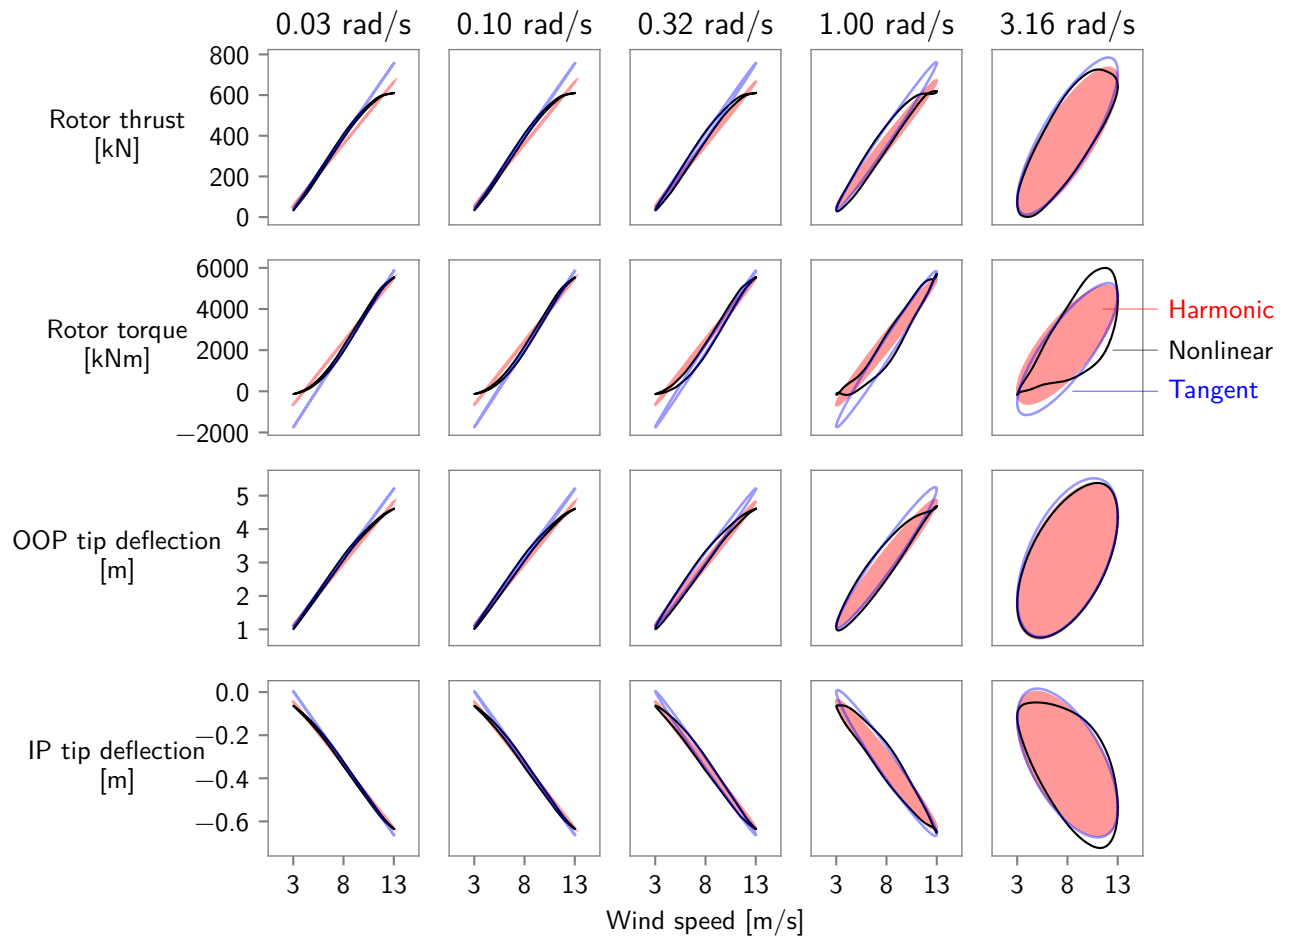 0.03 rad/s 0.10 rad/s 0.32 rad/s 1.00 rad/s 3.16 rad/s
Rotor thrust
[kN]
800
600
400
200
0
Rotor torque
[kNm]
6000
4000
2000
0
−2000
Harmonic
Nonlinear
Tangent
OOP tip deflection
[m]
5
4
3
2
1
IP tip deflection
[m]
0.0
−0.2
−0.4
−0.6
3 8 13 3 8 13 3 8 13 3 8 13 3 8 13
Wind speed [m/s]